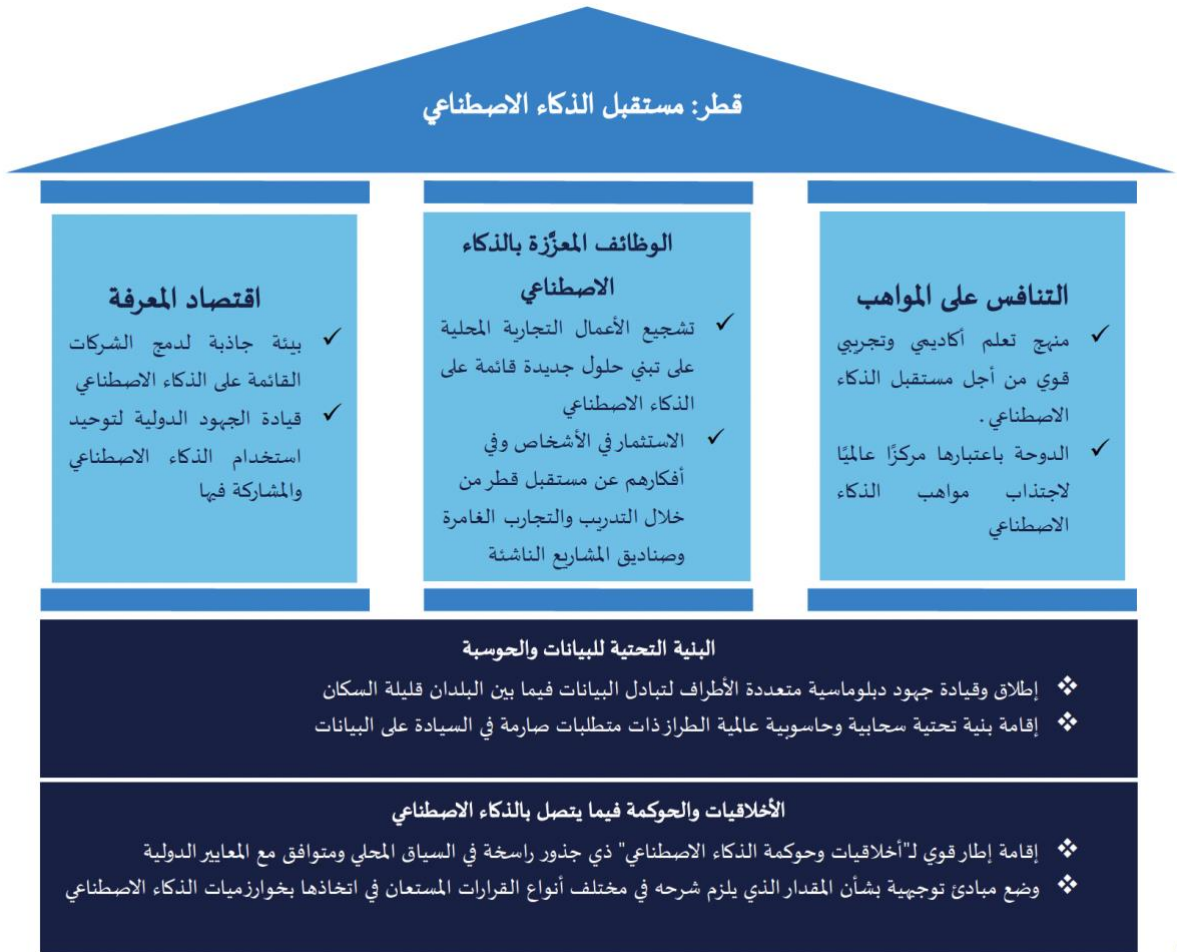 قطر: مستقبل الذكاء الاصطناعي
التنافس على المواهب
✓ منهج تعلم أكاديمي وتجريبي
قوي من أجل مستقبل الذكاء
الاصطناعي.
✓ الدوحة باعتبارها مركزًا عالميًا
لاجتذاب مواهب الذكاء
الاصطناعي
الوظائف المعزَّزة بالذكاء
الاصطناعي
✓ تشجيع الأعمال التجارية المحلية
على تبني حلول جديدة قائمة على
الذكاء الاصطناعي
✓ الاستثمار في الأشخاص وفي
أفكارهم عن مستقبل قطر من
خلال التدريب والتجارب الغامرة
وصناديق المشاريع الناشئة
اقتصاد المعرفة
✓ بيئة جاذبة لدمج الشركات
القائمة على الذكاء الاصطناعي
✓ قيادة الجهود الدولية لتوحيد
استخدام الذكاء الاصطناعي
والمشاركة فيها
البنية التحتية للبيانات والحوسبة
❖ إطلاق وقيادة جهود دبلوماسية متعددة الأطراف لتبادل البيانات فيما بين البلدان قليلة السكان
❖ إقامة بنية تحتية سحابية وحاسوبية عالمية الطراز ذات متطلبات صارمة في السيادة على البيانات
الأخلاقيات والحوكمة فيما يتصل بالذكاء الاصطناعي
❖ إقامة إطار قوي لـ"أخلاقيات وحوكمة الذكاء الاصطناعي" ذي جذور راسخة في السياق المحلي ومتوافق مع المعايير الدولية
❖ وضع مبادئ توجيهية بشأن المقدار الذي يلزم شرحه في مختلف أنواع القرارات المستعان في اتخاذها بخوارزميات الذكاء الاصطناعي